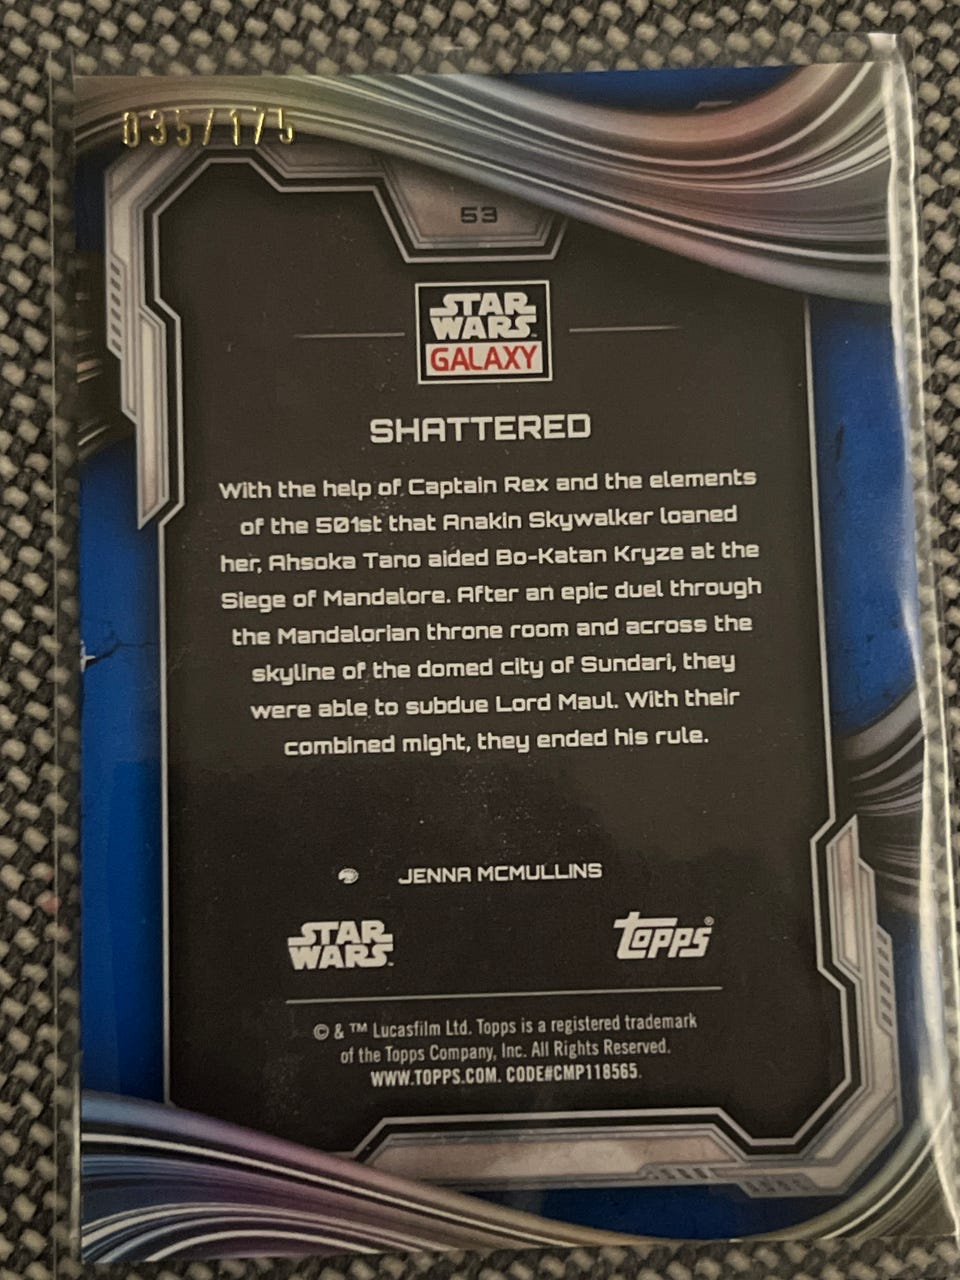 035/175
53
STAR
WARS
GALAXY
SHATTERED
With the help of Captain Rex and the elements
of the 501st that Anakin Skywalker loaned
her, Ahsoka Tano aided Bo-Katan Kryze at the
Siege of Mandalore. After an epic duel through
the Mandalorian throne room and across the
skyline of the domed city of Sundari, they
were able to subdue Lord Maul. With their
combined might, they ended his rule.
JENNA MCMULLINS
STAR
WARS™
Topps®
© & ™ Lucasfilm Ltd. Topps is a registered trademark
of the Topps Company, Inc. All Rights Reserved.
WWW.TOPPS.COM. CODE#CMP118565.